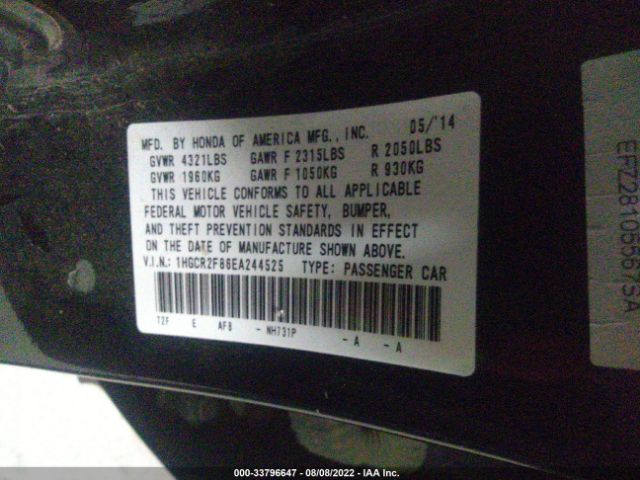 MFD. BY HONDA OF AMERICA MFG., INC. 05/'14
GVWR 4321LBS GAWR F 2315LBS R 2050LBS
GVWR 1960KG GAWR F 1050KG R 930KG
THIS VEHICLE CONFORMS TO ALL APPLICABLE
FEDERAL MOTOR VEHICLE SAFETY, BUMPER,
AND THEFT PREVENTION STANDARDS IN EFFECT
ON THE DATE OF MANUFACTURE SHOWN ABOVE.
V.I.N.: 1HGCR2F86EA244525 TYPE: PASSENGER CAR
T2F E AF8 - NH731P - A - A
EPZ281055567SA
000-33796647 - 08/08/2022 - IAA Inc.